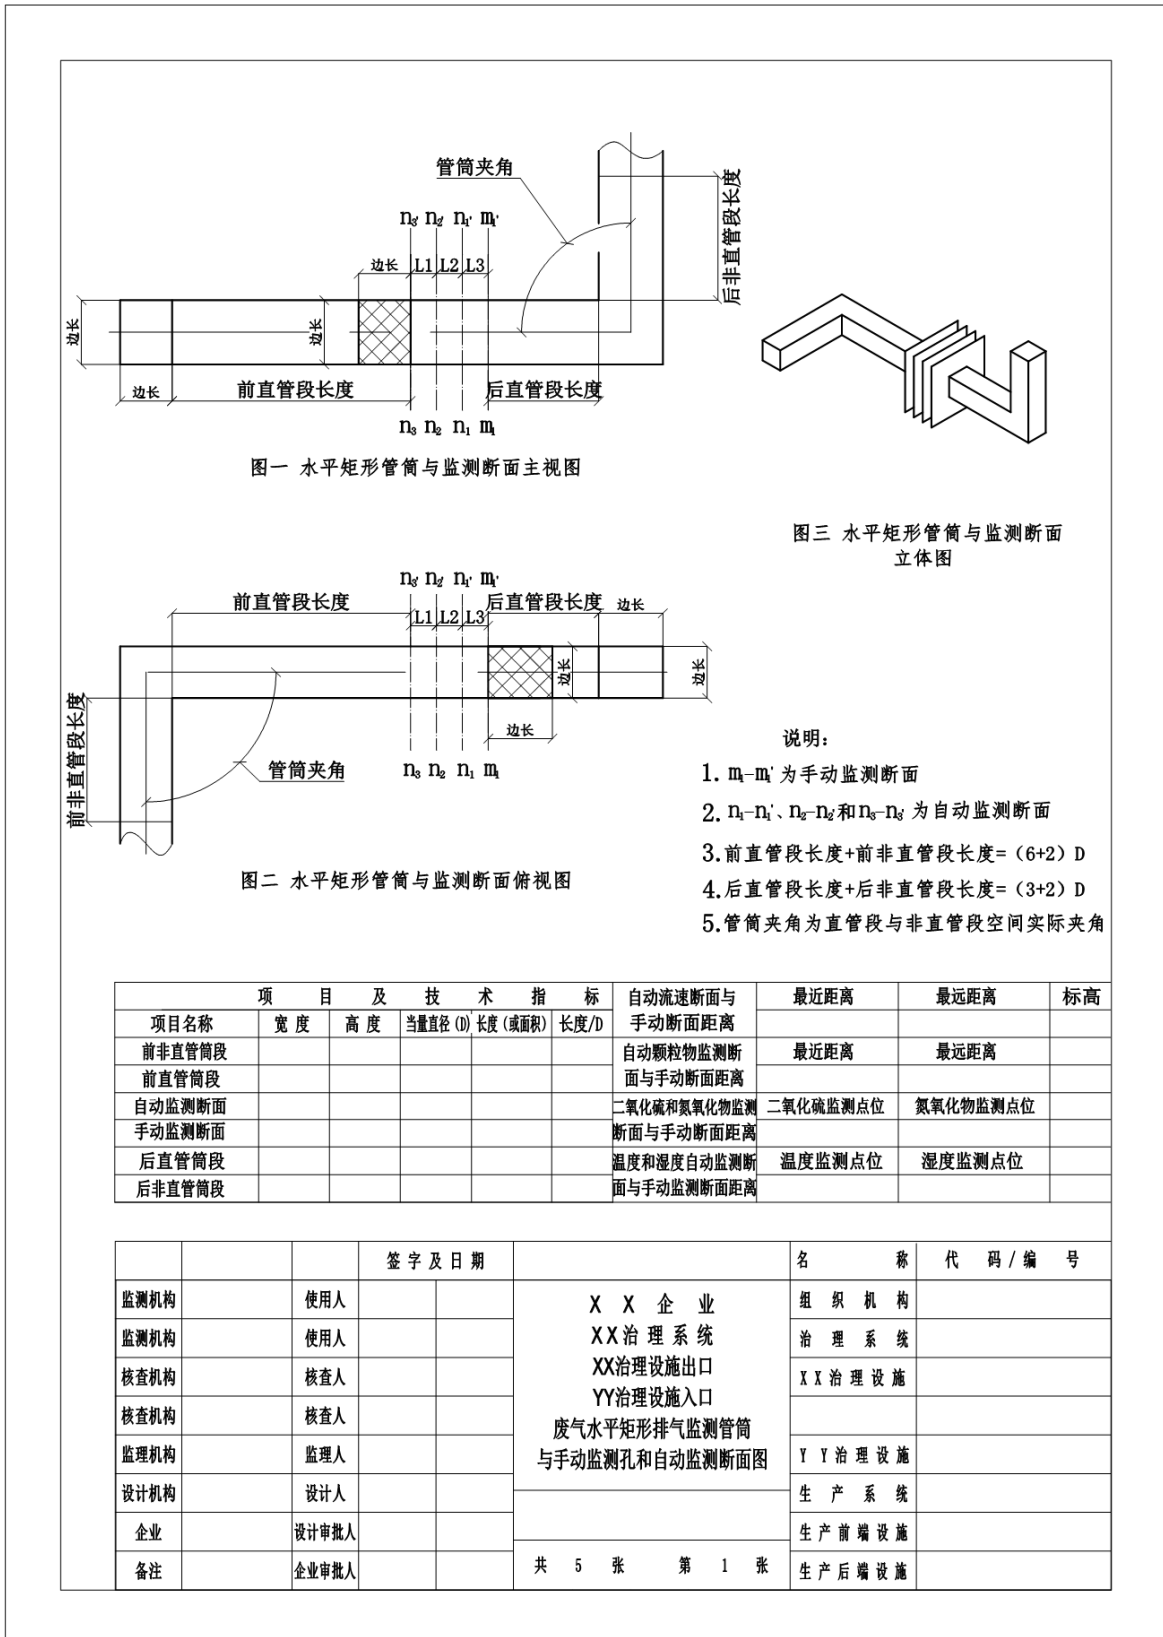 管筒夹角
后非直管段长度
n3' n2' n1' m1'
边长 L1 L2 L3
边长
边长
边长 前直管段长度 后直管段长度
n3 n2 n1 m1
图一 水平矩形管筒与监测断面主视图
图三 水平矩形管筒与监测断面
立体图
n3' n2' n1' m1'
前直管段长度 后直管段长度 边长
L1 L2 L3
边长
边长
前非直管段长度
边长
管筒夹角
n3 n2 n1 m1
图二 水平矩形管筒与监测断面俯视图
说明:
1. m1-m1' 为手动监测断面
2. n1-n1'、n2-n2'和n3-n3' 为自动监测断面
3.前直管段长度+前非直管段长度=（6+2）D
4.后直管段长度+后非直管段长度=（3+2）D
5.管筒夹角为直管段与非直管段空间实际夹角
项目及技术指标
项目名称 宽度 高度 当量直径(D) 长度(或面积) 长度/D
前非直管筒段
前直管筒段
自动监测断面
手动监测断面
后直管筒段
后非直管筒段
自动流速断面与 最近距离 最远距离 标高
手动断面距离
自动颗粒物监测断 最近距离 最远距离
面与手动断面距离
二氧化硫和氮氧化物监测 二氧化硫监测点位 氮氧化物监测点位
断面与手动断面距离
温度和湿度自动监测断 温度监测点位 湿度监测点位
面与手动监测断面距离
签字及日期
监测机构 使用人
监测机构 使用人
核查机构 核查人
核查机构 核查人
监理机构 监理人
设计机构 设计人
企业 设计审批人
备注 企业审批人
X X 企 业
XX治理系统
XX治理设施出口
YY治理设施入口
废气水平矩形排气监测管筒
与手动监测孔和自动监测断面图
共 5 张 第 1 张
名称 代码/编号
组织机构
治理系统
XX治理设施
YY治理设施
生产系统
生产前端设施
生产后端设施